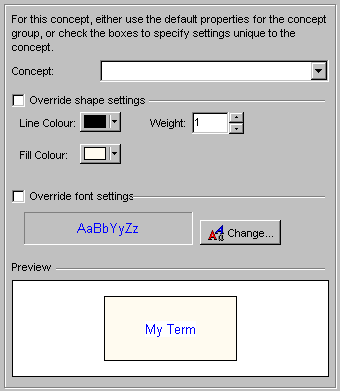 For this concept, either use the default properties for the concept
group, or check the boxes to specify settings unique to the
concept.
Concept:
Override shape settings
Line Colour: Weight: 1
Fill Colour:
Override font settings
AaBbYyZz
Change...
Preview
My Term